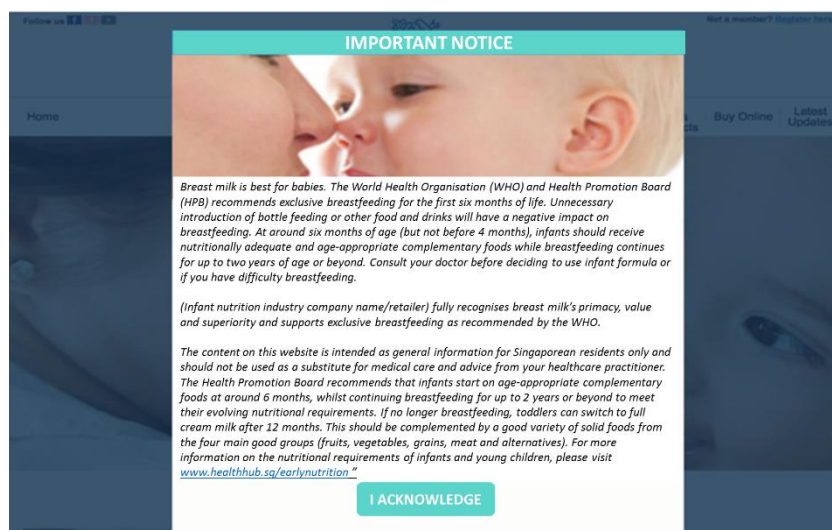 Follow us
Not a member? Register here
IMPORTANT NOTICE
Home
Buy Online
Latest
Updates
Breast milk is best for babies. The World Health Organisation (WHO) and Health Promotion Board
(HPB) recommends exclusive breastfeeding for the first six months of life. Unnecessary
introduction of bottle feeding or other food and drinks will have a negative impact on
breastfeeding. At around six months of age (but not before 4 months), infants should receive
nutritionally adequate and age-appropriate complementary foods while breastfeeding continues
for up to two years of age or beyond. Consult your doctor before deciding to use infant formula or
if you have difficulty breastfeeding.
(Infant nutrition industry company name/retailer) fully recognises breast milk's primacy, value
and superiority and supports exclusive breastfeeding as recommended by the WHO.
The content on this website is intended as general information for Singaporean residents only and
should not be used as a substitute for medical care and advice from your healthcare practitioner.
The Health Promotion Board recommends that infants start on age-appropriate complementary
foods at around 6 months, whilst continuing breastfeeding for up to 2 years or beyond to meet
their evolving nutritional requirements. If no longer breastfeeding, toddlers can switch to full
cream milk after 12 months. This should be complemented by a good variety of solid foods from
the four main good groups (fruits, vegetables, grains, meat and alternatives). For more
information on the nutritional requirements of infants and young children, please visit
www.healthhub.sg/earlynutrition "
I ACKNOWLEDGE